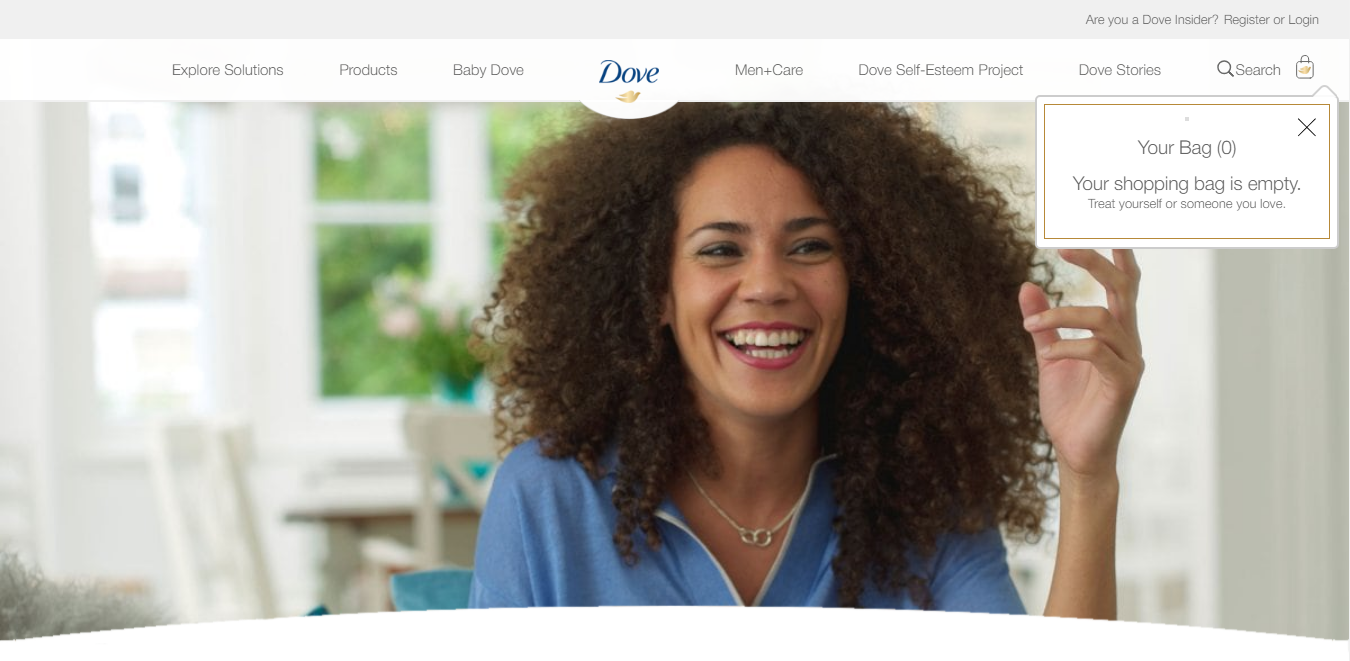 Are you a Dove Insider? Register or Login
Explore Solutions
Products
Baby Dove
Dove
Men+Care
Dove Self-Esteem Project
Dove Stories
Search
Your Bag (0)
Your shopping bag is empty.
Treat yourself or someone you love.